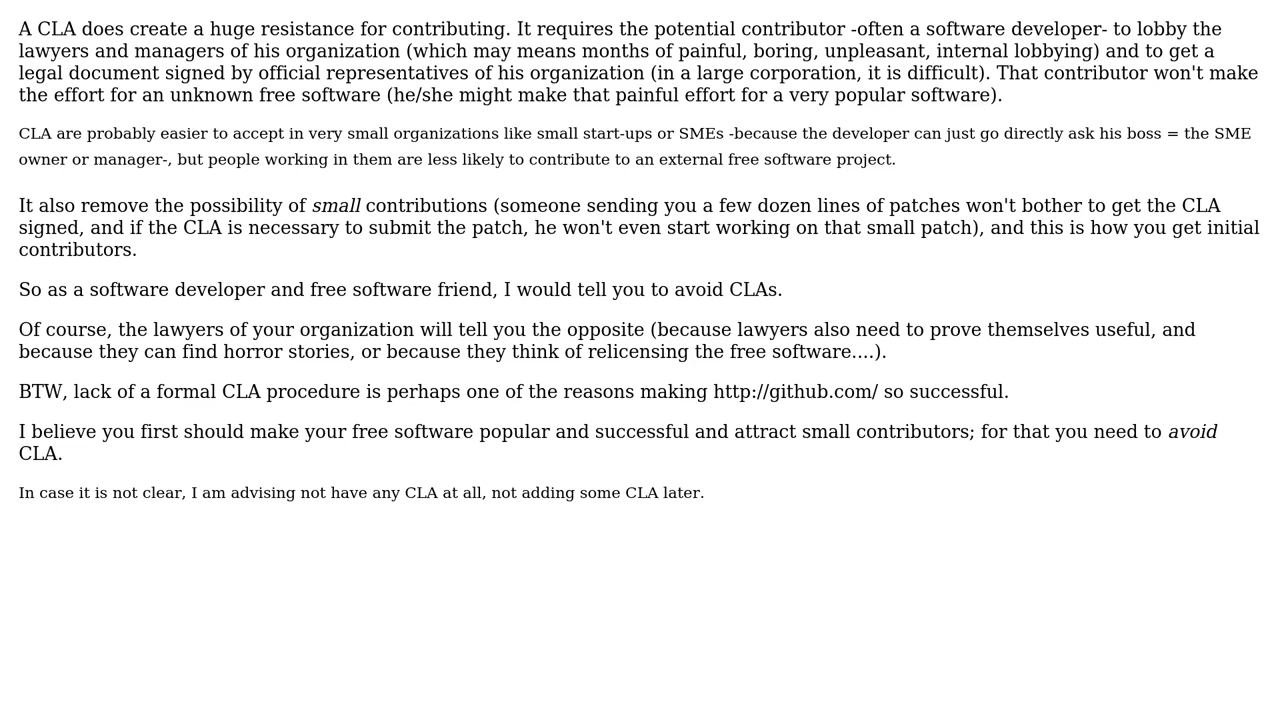 A CLA does create a huge resistance for contributing. It requires the potential contributor -often a software developer- to lobby the
lawyers and managers of his organization (which may means months of painful, boring, unpleasant, internal lobbying) and to get a
legal document signed by official representatives of his organization (in a large corporation, it is difficult). That contributor won't make
the effort for an unknown free software (he/she might make that painful effort for a very popular software).
CLA are probably easier to accept in very small organizations like small start-ups or SMEs -because the developer can just go directly ask his boss = the SME
owner or manager-, but people working in them are less likely to contribute to an external free software project.
It also remove the possibility of small contributions (someone sending you a few dozen lines of patches won't bother to get the CLA
signed, and if the CLA is necessary to submit the patch, he won't even start working on that small patch), and this is how you get initial
contributors.
So as a software developer and free software friend, I would tell you to avoid CLAs.
Of course, the lawyers of your organization will tell you the opposite (because lawyers also need to prove themselves useful, and
because they can find horror stories, or because they think of relicensing the free software....).
BTW, lack of a formal CLA procedure is perhaps one of the reasons making http://github.com/ so successful.
I believe you first should make your free software popular and successful and attract small contributors; for that you need to avoid
CLA.
In case it is not clear, I am advising not have any CLA at all, not adding some CLA later.